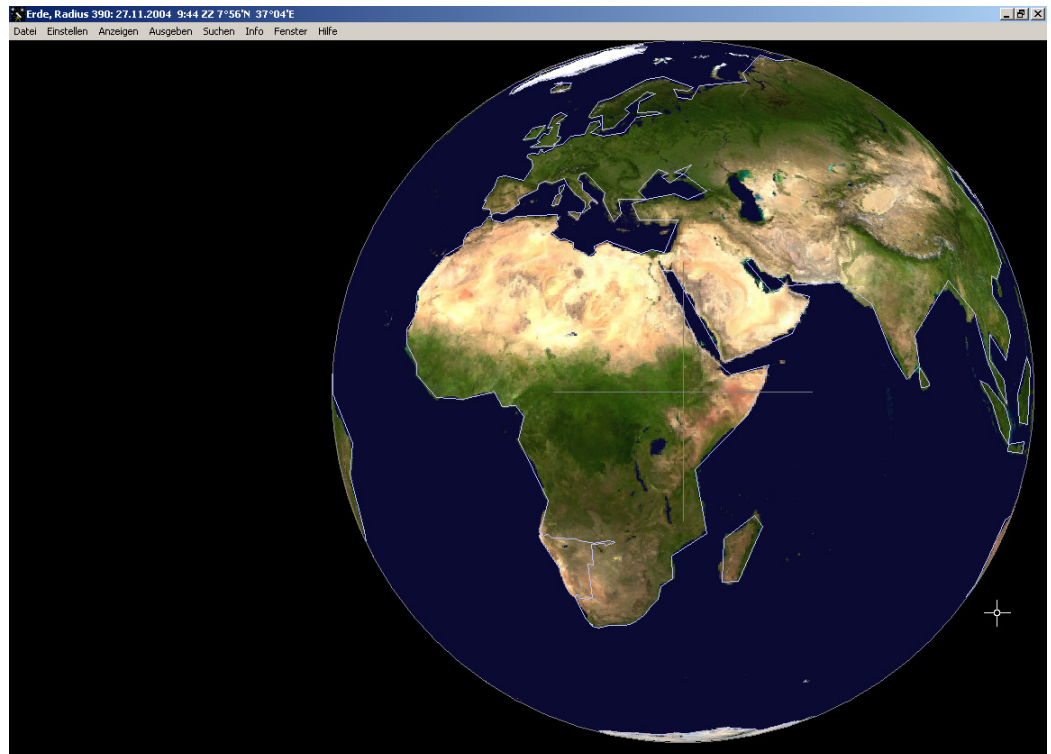 Erde, Radius 390: 27.11.2004 9:44 ZZ 7°56'N 37°04'E
Datei Einstellen Anzeigen Ausgeben Suchen Info Fenster Hilfe